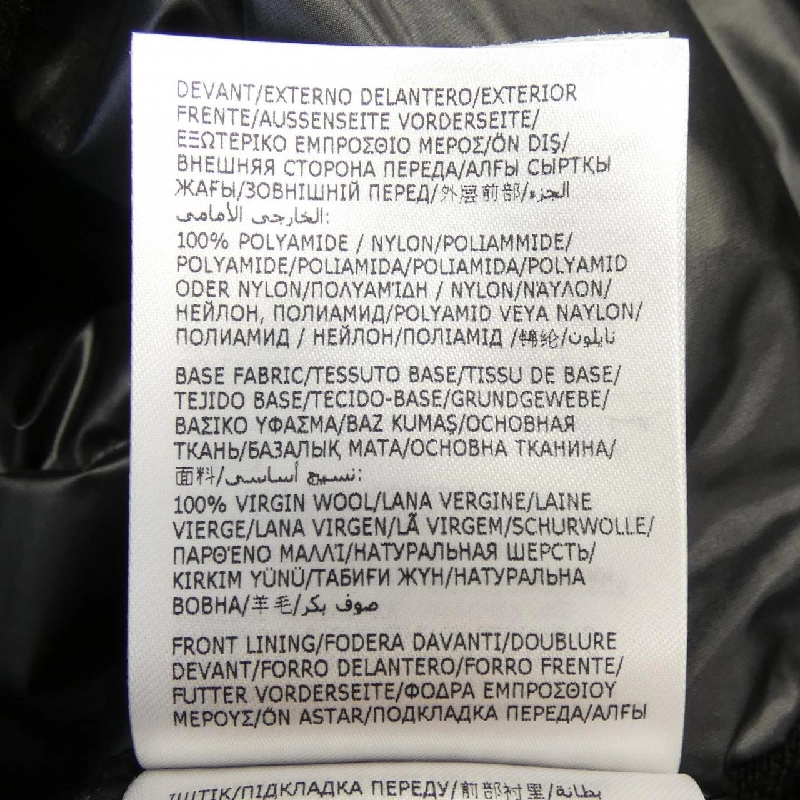 DEVANT/EXTERNO DELANTERO/EXTERIOR
FRENTE/AUSSENSEITE VORDERSEITE/
ΕΞΩΤΕΡΙΚΟ ΕΜΠΡΟΣΘΙΟ ΜΕΡΟΣ/ÖN DIŞ/
ВНЕШНЯЯ СТОРОНА ПЕРЕДА/АЛҒЫ СЫРТҚЫ
ЖАҒЫ/ЗОВНІШНІЙ ПЕРЕД/外层前部/الجزء
الخارجى الأمامى:
100% POLYAMIDE / NYLON/POLIAMMIDE/
POLYAMIDE/POLIAMIDA/POLIAMIDA/POLYAMID
ODER NYLON/ΠΟΛΥΑΜΊΔΗ / NYLON/ΝΆΥΛΟΝ/
НЕЙЛОН, ПОЛИАМИД/POLYAMID VEYA NAYLON/
ПОЛИАМИД / НЕЙЛОН/ПОЛІАМІД /锦纶/نايلون
BASE FABRIC/TESSUTO BASE/TISSU DE BASE/
TEJIDO BASE/TECIDO-BASE/GRUNDGEWEBE/
ΒΑΣΙΚΟ ΥΦΑΣΜΑ/BAZ KUMAŞ/ОСНОВНАЯ
ТКАНЬ/БАЗАЛЫҚ МАТА/ОСНОВНА ТКАНИНА/
面料/نسيج أساسى:
100% VIRGIN WOOL/LANA VERGINE/LAINE
VIERGE/LANA VIRGEN/LÃ VIRGEM/SCHURWOLLE/
ΠΑΡΘΈΝΟ ΜΑΛΛΊ/НАТУРАЛЬНАЯ ШЕРСТЬ/
KIRKIM YÜNÜ/ТАБИҒИ ЖҮН/НАТУРАЛЬНА
ВОВНА/羊毛/صوف بكر
FRONT LINING/FODERA DAVANTI/DOUBLURE
DEVANT/FORRO DELANTERO/FORRO FRENTE/
FUTTER VORDERSEITE/ΦΟΔΡΑ ΕΜΠΡΟΣΘΙΟΥ
ΜΕΡΟΥΣ/ÖN ASTAR/ПОДКЛАДКА ПЕРЕДА/АЛҒЫ
ІШТІК/ПІДКЛАДКА ПЕРЕДУ/前部衬里/بطانة